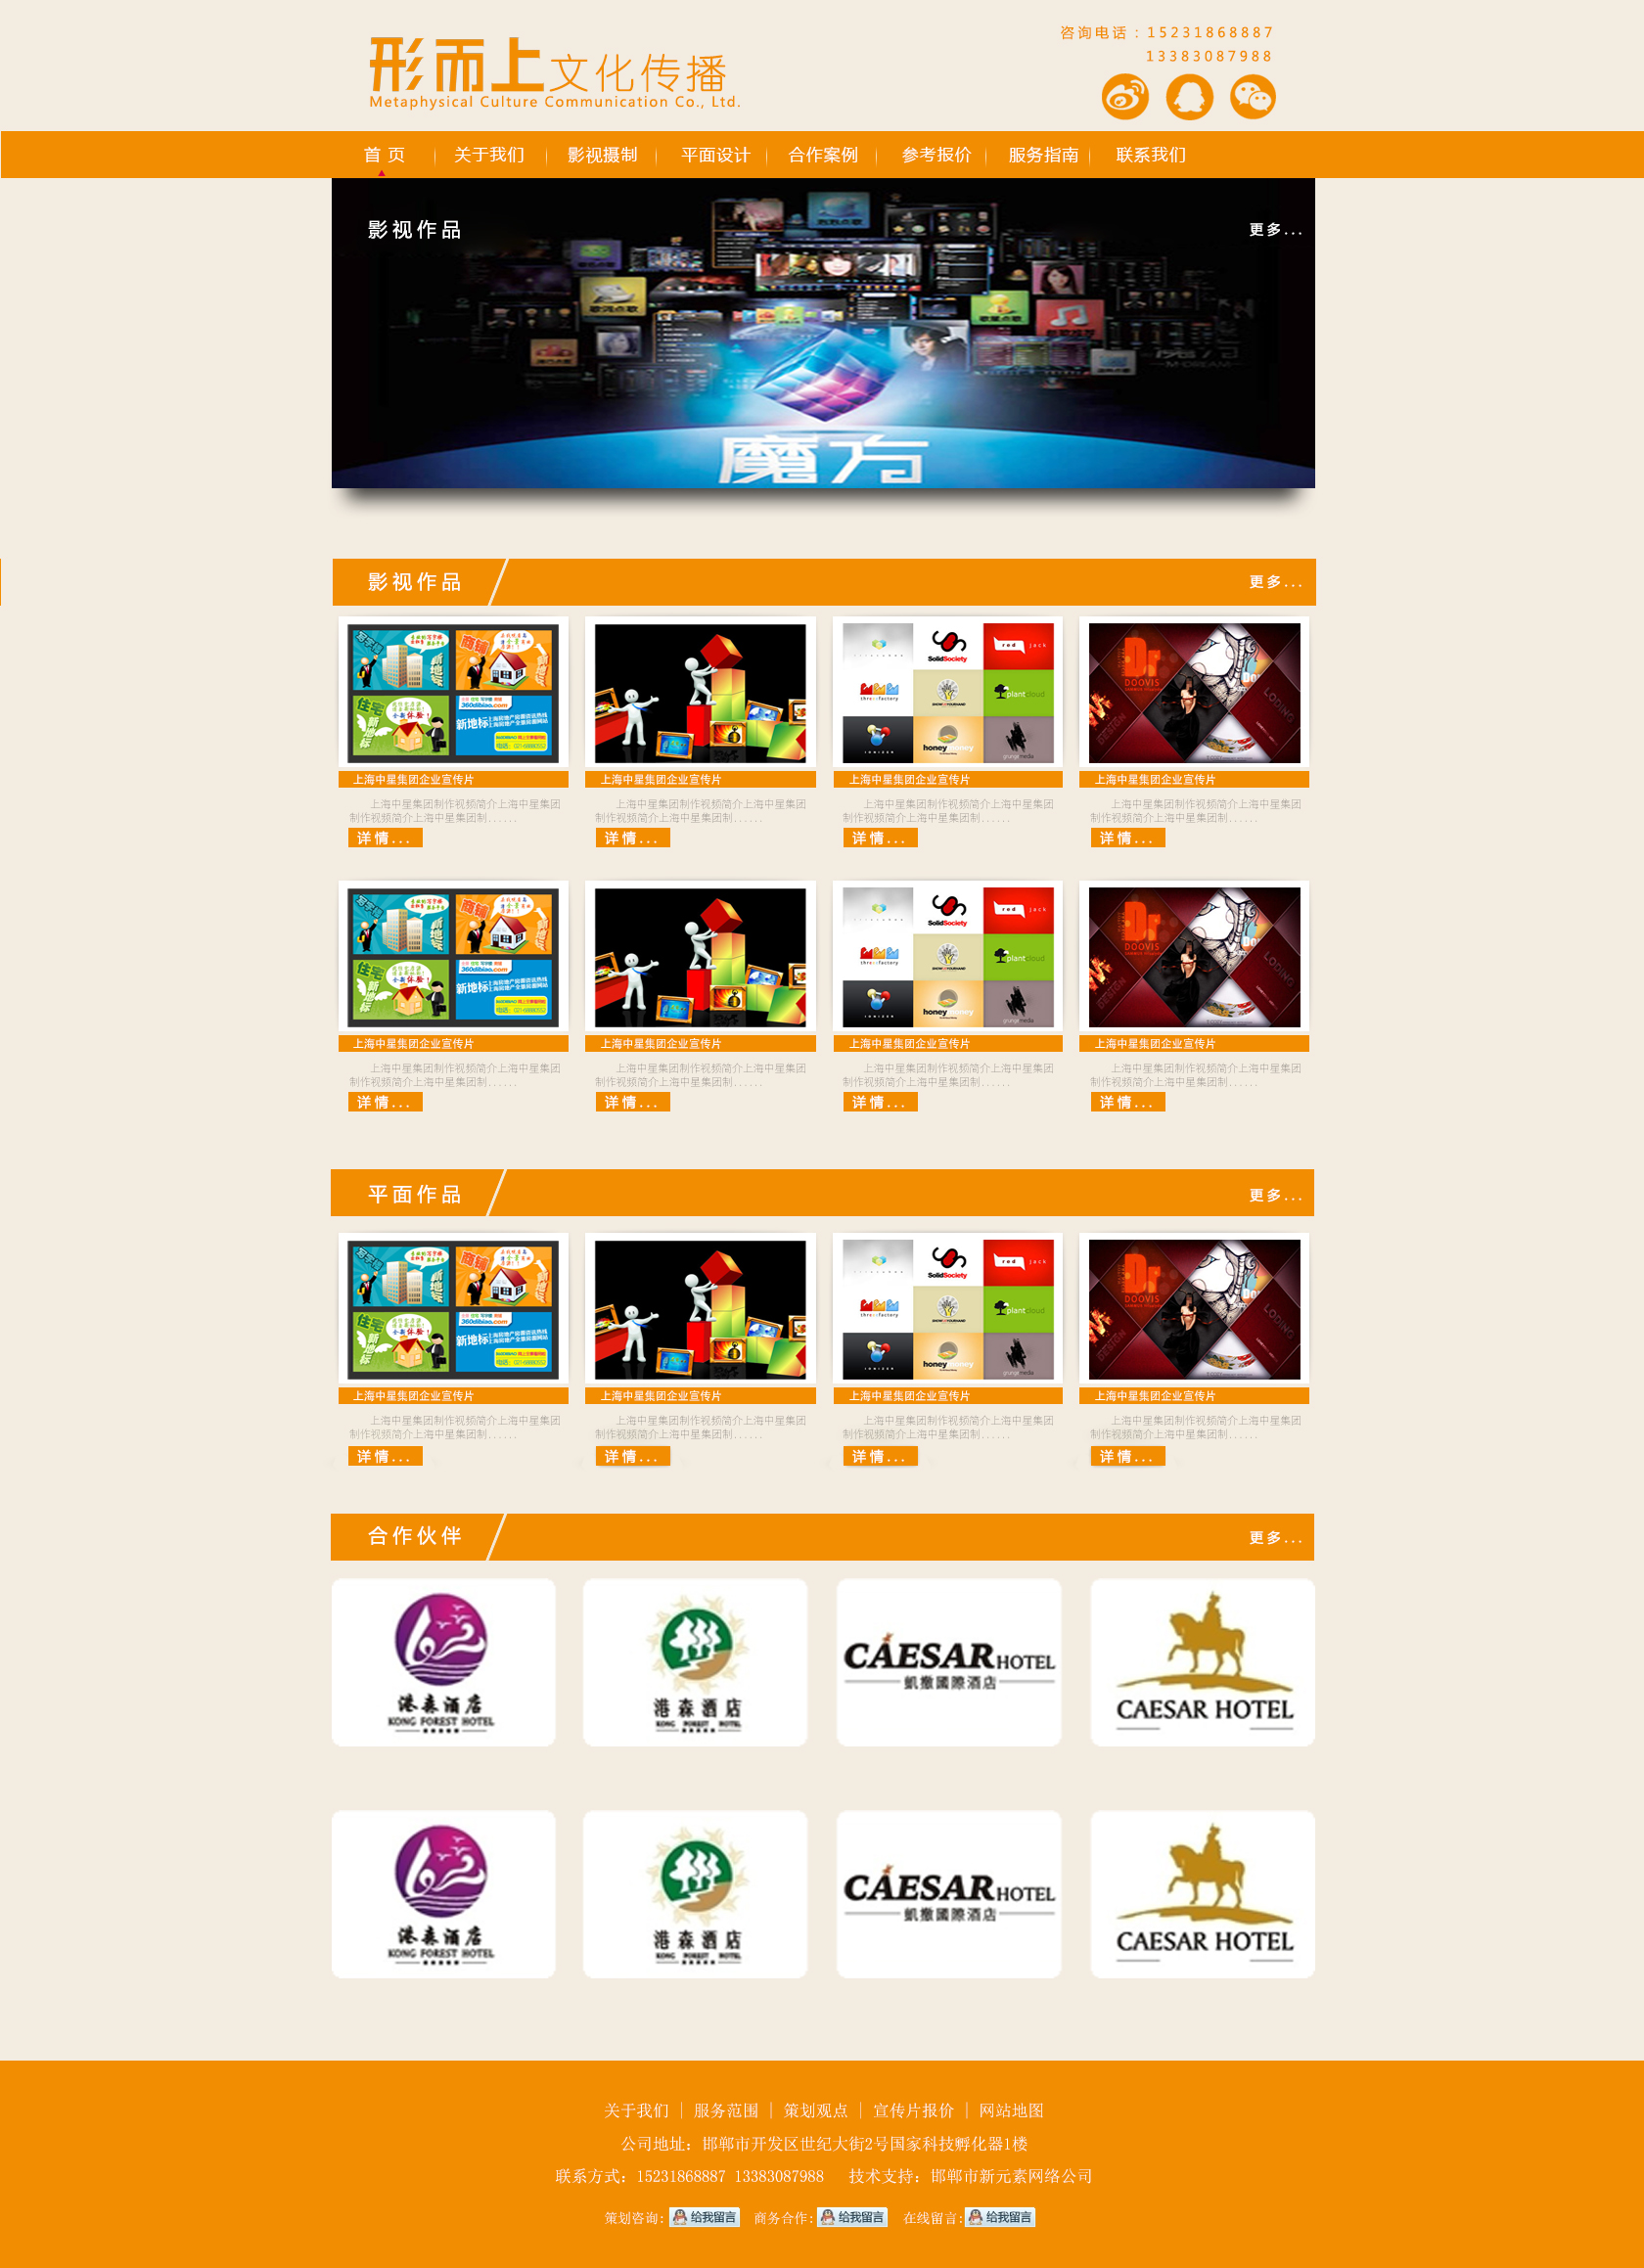 形而上文化传播
Metaphysical Culture Communication Co., Ltd.
咨询电话：15231868887
13383087988
首 页 关于我们 影视摄制 平面设计 合作案例 参考报价 服务指南 联系我们
影视作品 更多...
魔方
影视作品 更多...
写字楼 商铺 新地标 SolidSociety red jack
住宅 新地标 360dibiao.com thrmfactory plantcloud Dr DOOVIS LODING
IONIZER honeymoney grungemedia DESIGN
上海中星集团企业宣传片 上海中星集团企业宣传片 上海中星集团企业宣传片 上海中星集团企业宣传片
上海中星集团制作视频简介上海中星集团 上海中星集团制作视频简介上海中星集团 上海中星集团制作视频简介上海中星集团 上海中星集团制作视频简介上海中星集团
制作视频简介上海中星集团制...... 制作视频简介上海中星集团制...... 制作视频简介上海中星集团制...... 制作视频简介上海中星集团制......
详情... 详情... 详情... 详情...
上海中星集团企业宣传片 上海中星集团企业宣传片 上海中星集团企业宣传片 上海中星集团企业宣传片
上海中星集团制作视频简介上海中星集团 上海中星集团制作视频简介上海中星集团 上海中星集团制作视频简介上海中星集团 上海中星集团制作视频简介上海中星集团
制作视频简介上海中星集团制...... 制作视频简介上海中星集团制...... 制作视频简介上海中星集团制...... 制作视频简介上海中星集团制......
详情... 详情... 详情... 详情...
平面作品 更多...
上海中星集团企业宣传片 上海中星集团企业宣传片 上海中星集团企业宣传片 上海中星集团企业宣传片
上海中星集团制作视频简介上海中星集团 上海中星集团制作视频简介上海中星集团 上海中星集团制作视频简介上海中星集团 上海中星集团制作视频简介上海中星集团
制作视频简介上海中星集团制...... 制作视频简介上海中星集团制...... 制作视频简介上海中星集团制...... 制作视频简介上海中星集团制......
详情... 详情... 详情... 详情...
合作伙伴 更多...
港森酒店 港森酒店 CAESAR HOTEL CAESAR HOTEL
KONG FOREST HOTEL KONG FOREST HOTEL 凱撒國際酒店
港森酒店 港森酒店 CAESAR HOTEL CAESAR HOTEL
KONG FOREST HOTEL KONG FOREST HOTEL 凱撒國際酒店
关于我们 | 服务范围 | 策划观点 | 宣传片报价 | 网站地图
公司地址：邯郸市开发区世纪大街2号国家科技孵化器1楼
联系方式：15231868887 13383087988 技术支持：邯郸市新元素网络公司
策划咨询：给我留言 商务合作：给我留言 在线留言：给我留言